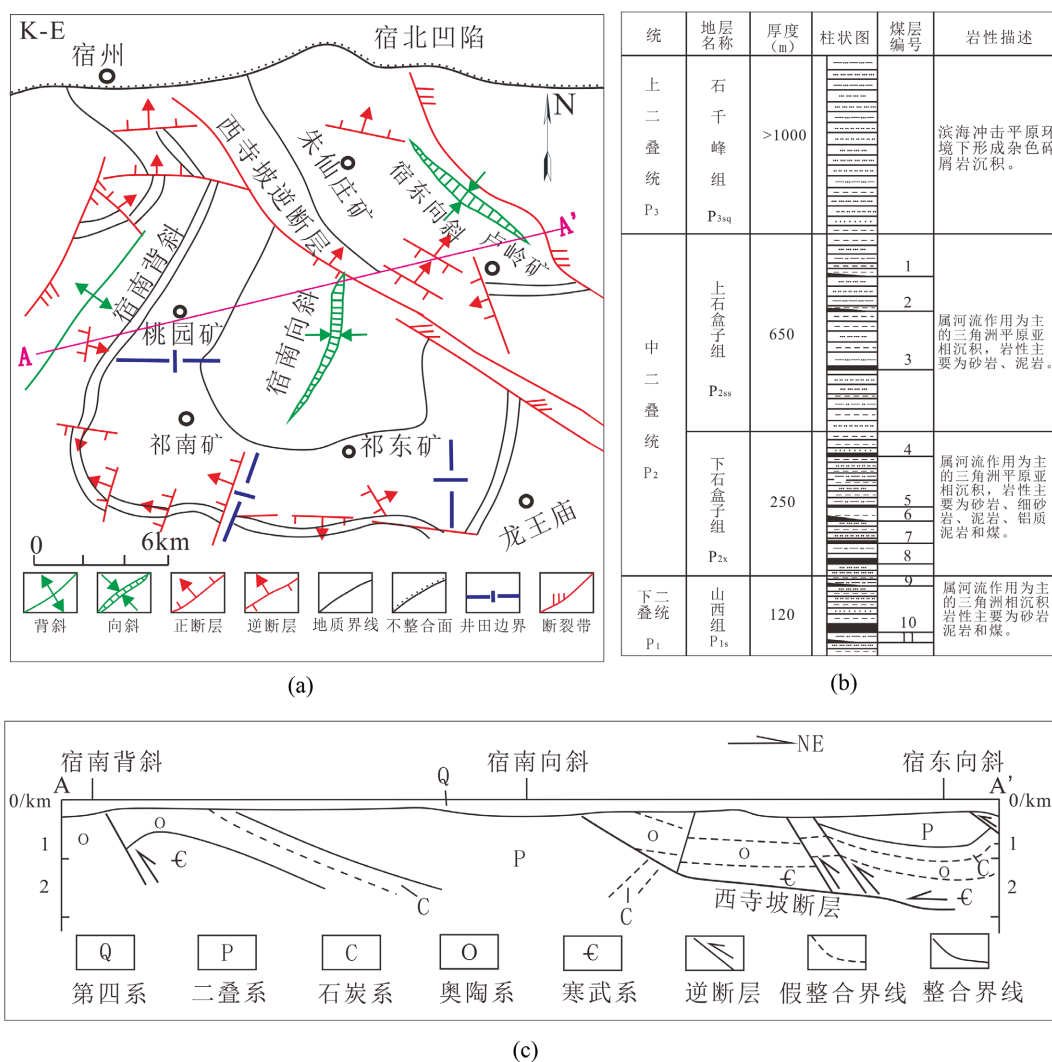 K-E
宿北凹陷
宿州
N
西寺坡逆断层
朱仙庄矿
宿东向斜
A'
卢岭矿
宿南背斜
桃园矿
宿南向斜
A
祁南矿
祁东矿
龙王庙
0 6km
背斜 向斜 正断层 逆断层 地质界线 不整合面 井田边界 断裂带
(a)
统 地层名称 厚度(m) 柱状图 煤层编号 岩性描述
上二叠统 P3
石千峰组 P3sq
>1000
滨海冲击平原环
境下形成杂色碎
屑岩沉积。
中二叠统 P2
上石盒子组 P2ss
650
1
2
3
属河流作用为主
的三角洲平原亚
相沉积，岩性主
要为砂岩、泥岩。
下石盒子组 P2x
250
4
5
6
7
8
属河流作用为主
的三角洲平原亚
相沉积，岩性主
要为砂岩、细砂
岩、泥岩、铝质
泥岩和煤。
下二叠统 P1
山西组 P1s
120
9
10
11
属河流作用为主
的三角洲相沉积
岩性主要为砂岩
泥岩和煤。
(b)
宿南背斜 宿南向斜 NE 宿东向斜
A Q A'
0/km 0/km
1 1
2 2
O O Є C P C O O Є P O C Є
西寺坡断层
Q P C O Є
第四系 二叠系 石炭系 奥陶系 寒武系 逆断层 假整合界线 整合界线
(c)